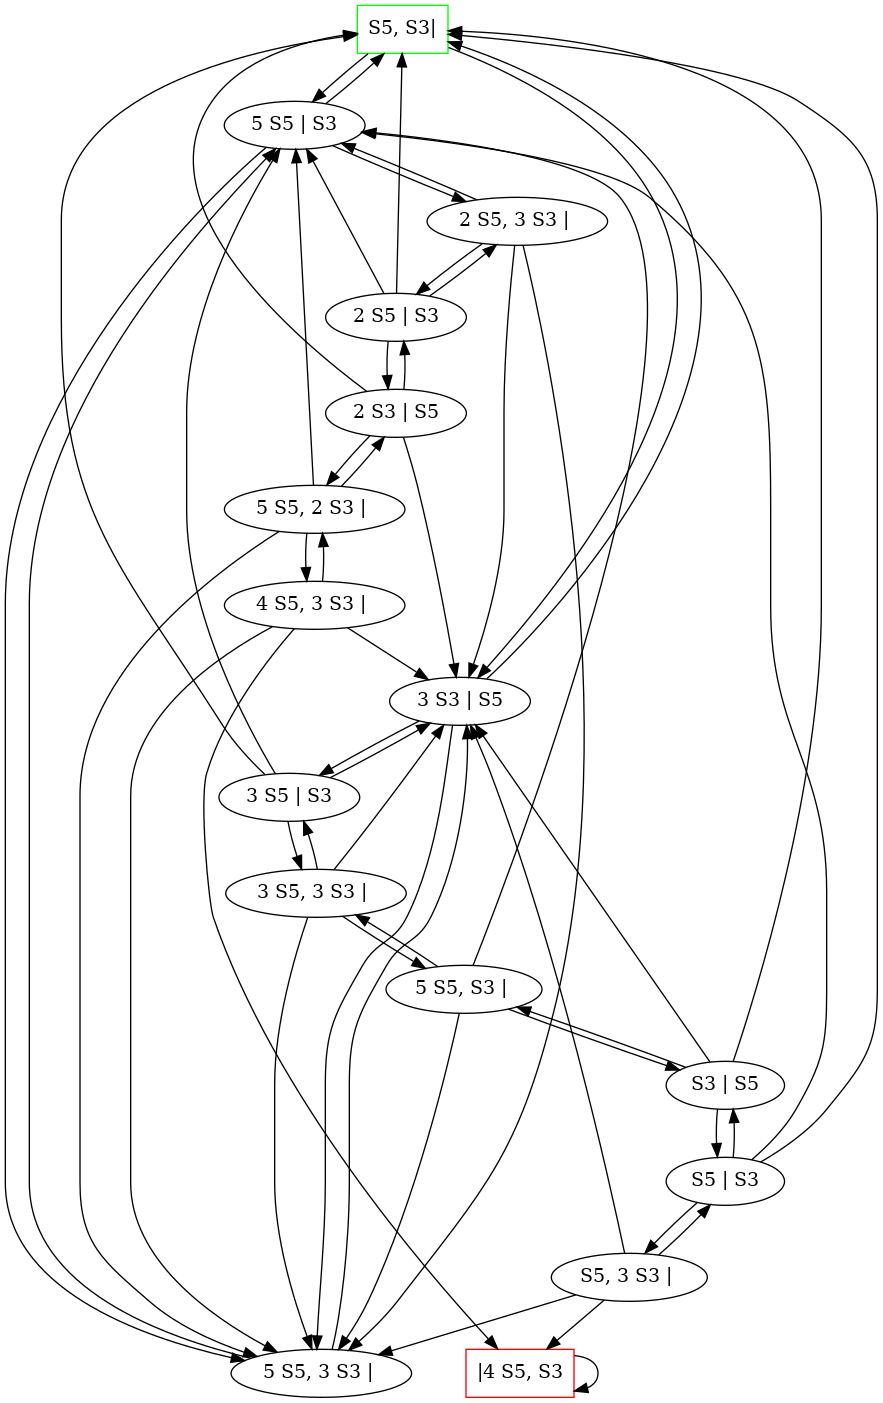 S5, S3|
5 S5 | S3
2 S5, 3 S3 |
2 S5 | S3
2 S3 | S5
5 S5, 2 S3 |
4 S5, 3 S3 |
3 S3 | S5
3 S5 | S3
3 S5, 3 S3 |
5 S5, S3 |
S3 | S5
S5 | S3
S5, 3 S3 |
5 S5, 3 S3 |
|4 S5, S3